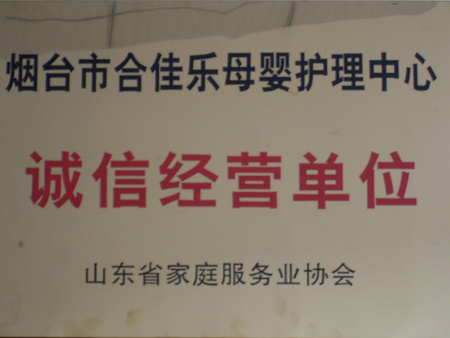 烟台市合佳乐母婴护理中心
诚信经营单位
山东省家庭服务业协会